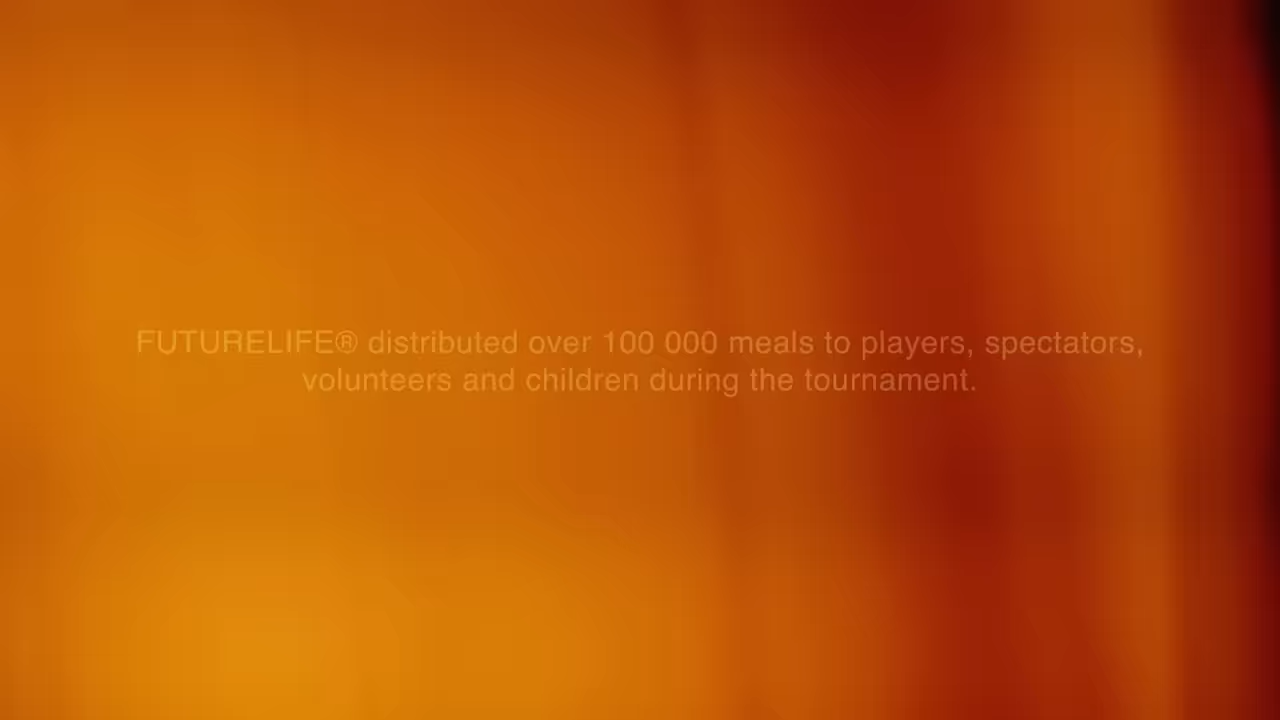 FUTURELIFE® distributed over 100 000 meals to players, spectators,
volunteers and children during the tournament.